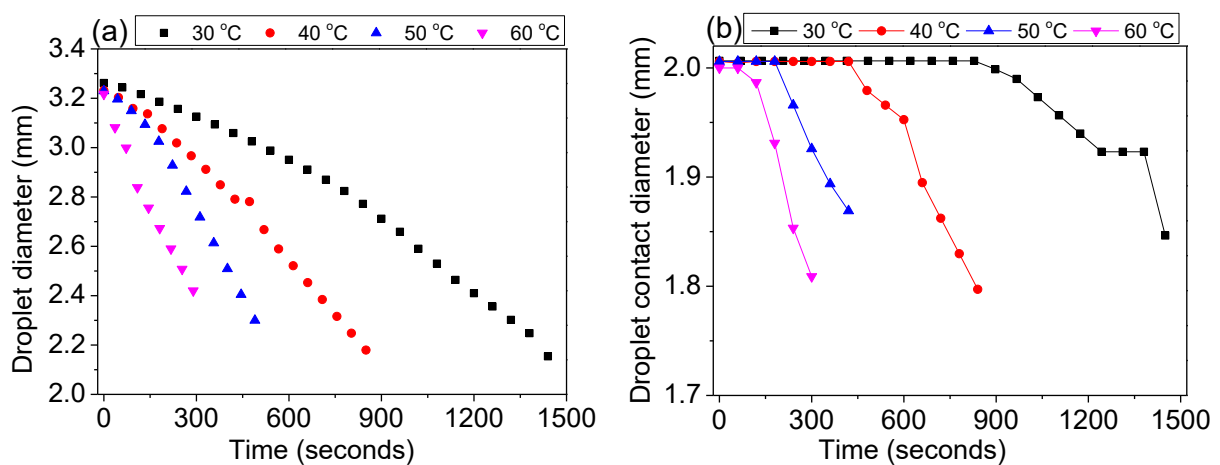 (a)
30 °C
40 °C
50 °C
60 °C
3.4
3.2
3.0
2.8
2.6
2.4
2.2
2.0
Droplet diameter (mm)
0
300
600
900
1200
1500
Time (seconds)
(b)
30 °C
40 °C
50 °C
60 °C
2.0
1.9
1.8
1.7
Droplet contact diameter (mm)
0
300
600
900
1200
1500
Time (seconds)